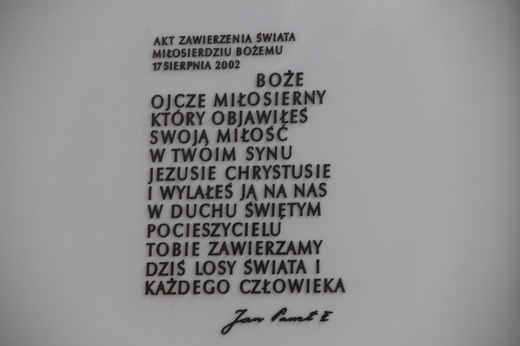 AKT ZAWIERZENIA ŚWIATA
MIŁOSIERDZIU BOŻEMU
17 SIERPNIA 2002
BOŻE
OJCZE MIŁOSIERNY
KTÓRY OBJAWIŁEŚ
SWOJĄ MIŁOŚĆ
W TWOIM SYNU
JEZUSIE CHRYSTUSIE
I WYLAŁEŚ JĄ NA NAS
W DUCHU ŚWIĘTYM
POCIESZYCIELU
TOBIE ZAWIERZAMY
DZIŚ LOSY ŚWIATA I
KAŻDEGO CZŁOWIEKA
Jan Paweł II